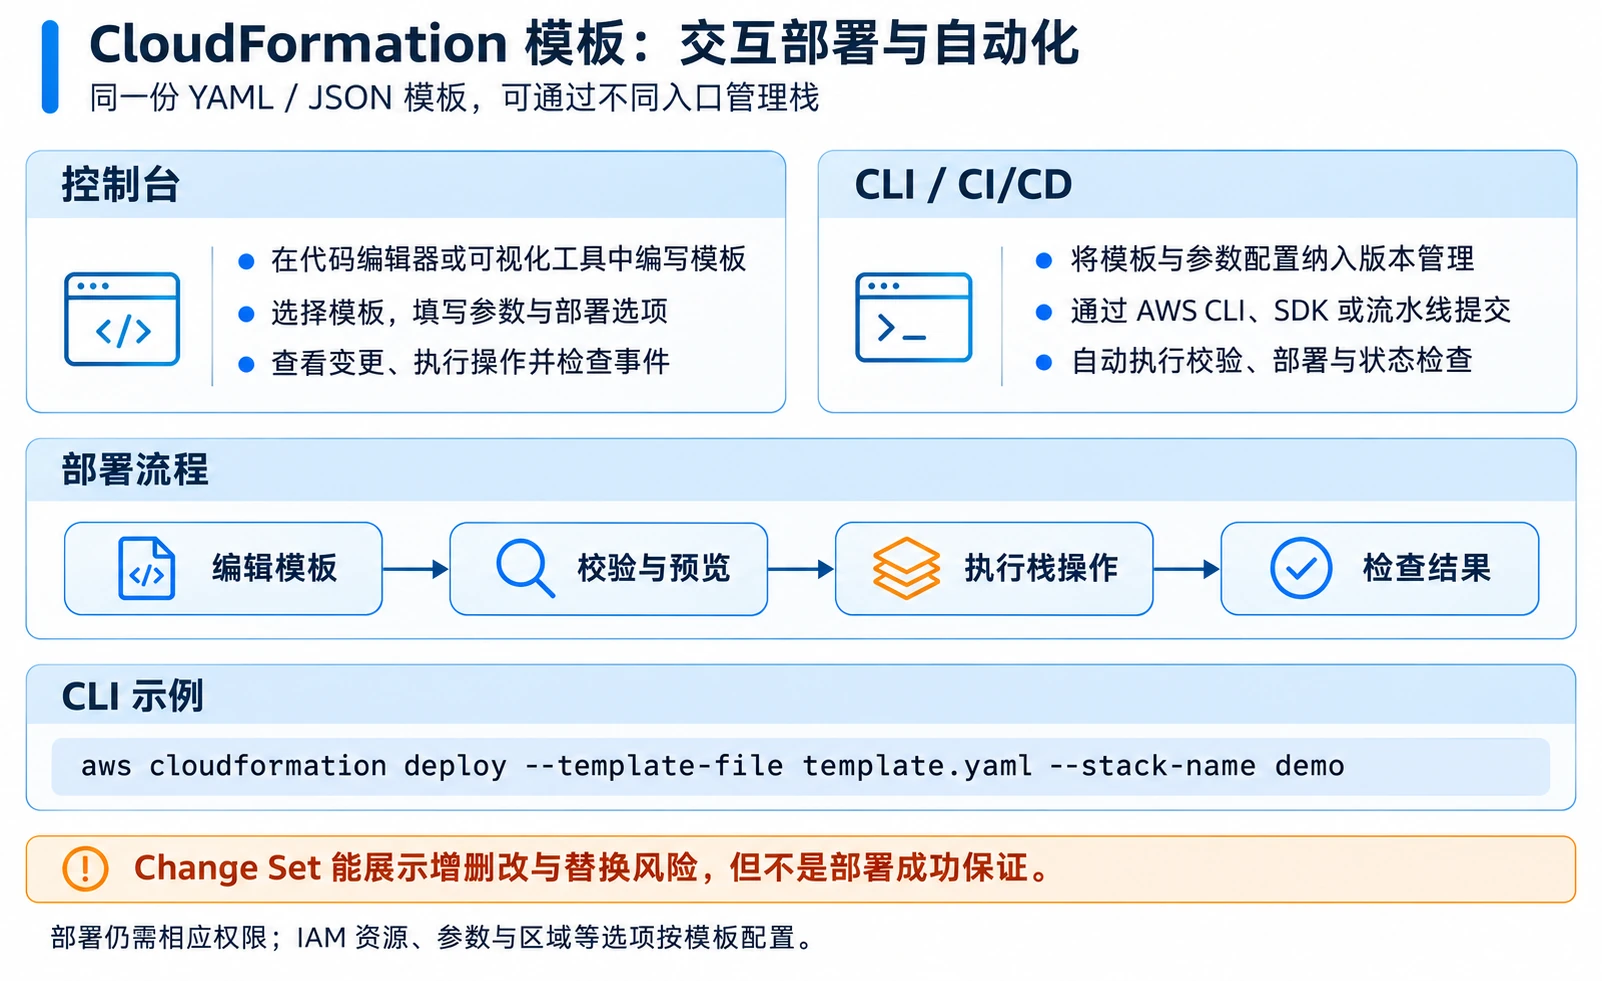 CloudFormation 模板：交互部署与自动化
同一份 YAML / JSON 模板，可通过不同入口管理栈
控制台
</>
在代码编辑器或可视化工具中编写模板
选择模板，填写参数与部署选项
查看变更、执行操作并检查事件
CLI / CI/CD
>_
将模板与参数配置纳入版本管理
通过 AWS CLI、SDK 或流水线提交
自动执行校验、部署与状态检查
部署流程
</>
编辑模板
校验与预览
执行栈操作
检查结果
CLI 示例
aws cloudformation deploy --template-file template.yaml --stack-name demo
Change Set 能展示增删改与替换风险，但不是部署成功保证。
部署仍需相应权限；IAM 资源、参数与区域等选项按模板配置。